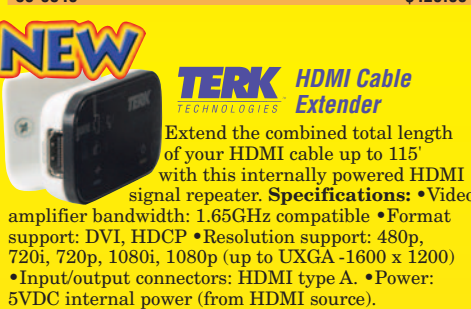 NEW
TERK
TECHNOLOGIES
HDMI Cable
Extender
Extend the combined total length
of your HDMI cable up to 115'
with this internally powered HDMI
signal repeater. Specifications: •Video
amplifier bandwidth: 1.65GHz compatible •Format
support: DVI, HDCP •Resolution support: 480p,
720i, 720p, 1080i, 1080p (up to UXGA -1600 x 1200)
•Input/output connectors: HDMI type A. •Power:
5VDC internal power (from HDMI source).